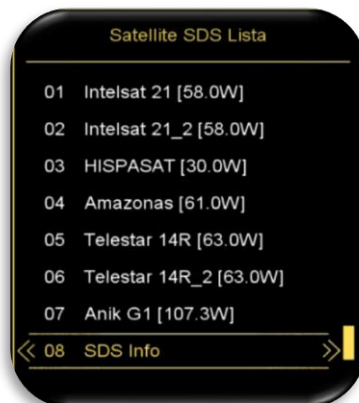 Satellite SDS Lista
01 Intelsat 21 [58.0W]
02 Intelsat 21_2 [58.0W]
03 HISPASAT [30.0W]
04 Amazonas [61.0W]
05 Telestar 14R [63.0W]
06 Telestar 14R_2 [63.0W]
07 Anik G1 [107.3W]
08 SDS Info